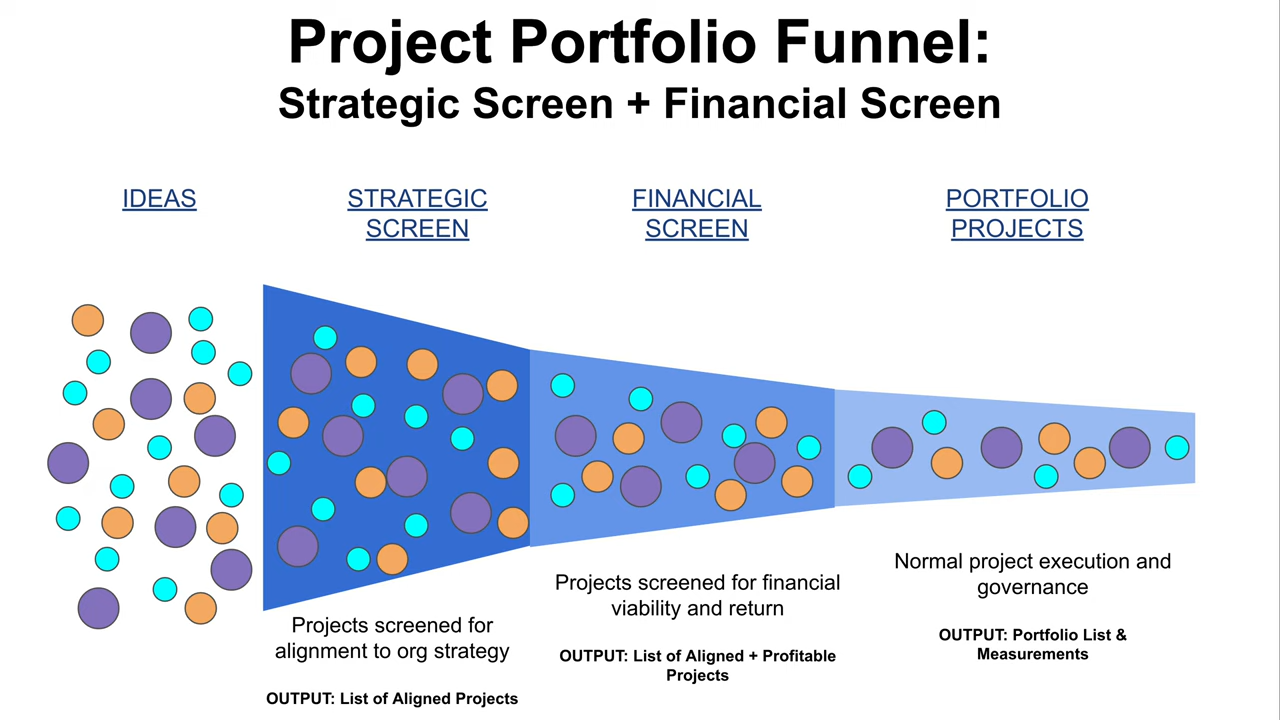 Project Portfolio Funnel:
Strategic Screen + Financial Screen
IDEAS
STRATEGIC
SCREEN
FINANCIAL
SCREEN
PORTFOLIO
PROJECTS
Projects screened for
alignment to org strategy
OUTPUT: List of Aligned Projects
Projects screened for financial
viability and return
OUTPUT: List of Aligned + Profitable
Projects
Normal project execution and
governance
OUTPUT: Portfolio List &
Measurements